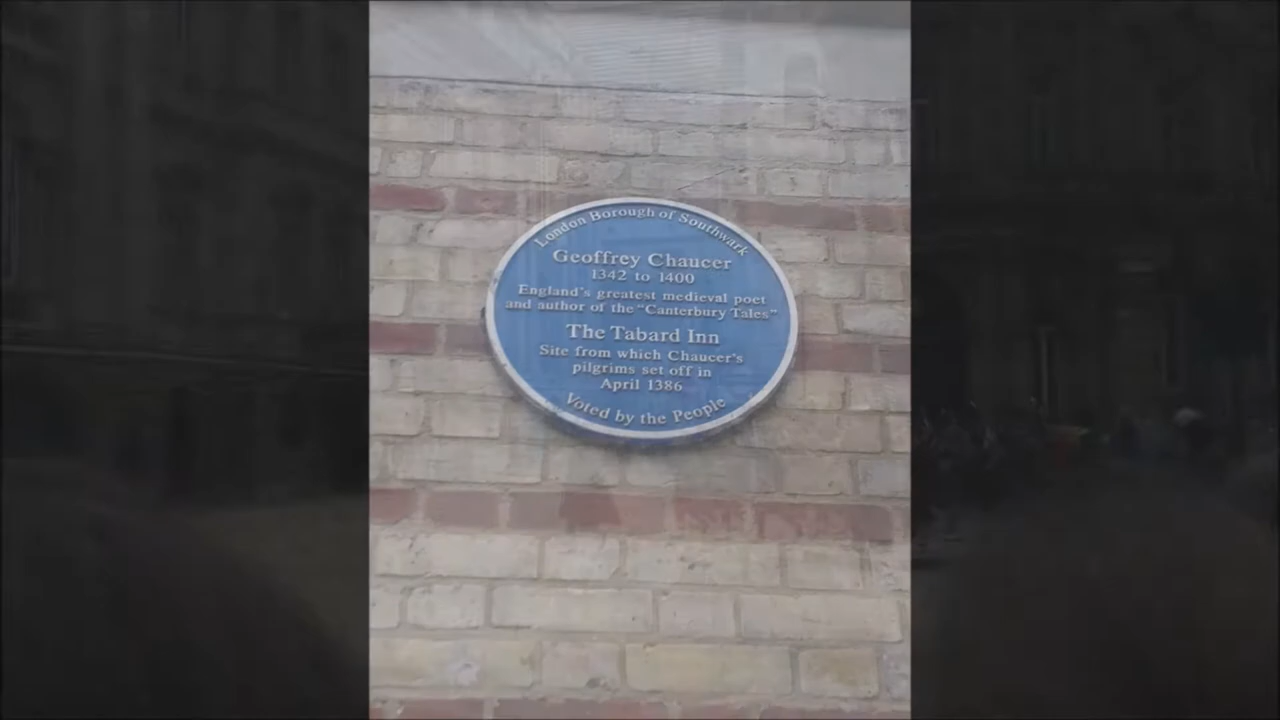 London Borough of Southwark
Geoffrey Chaucer
1342 to 1400
England's greatest medieval poet
and author of the "Canterbury Tales"
The Tabard Inn
Site from which Chaucer's
pilgrims set off in
April 1386
Voted by the People